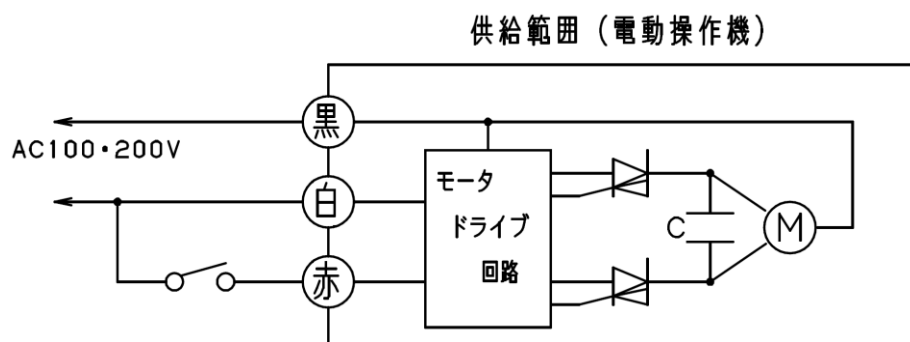 供給範囲（電動操作機）
黒
AC100・200V
白
モータ
ドライブ
回路
C
M
赤